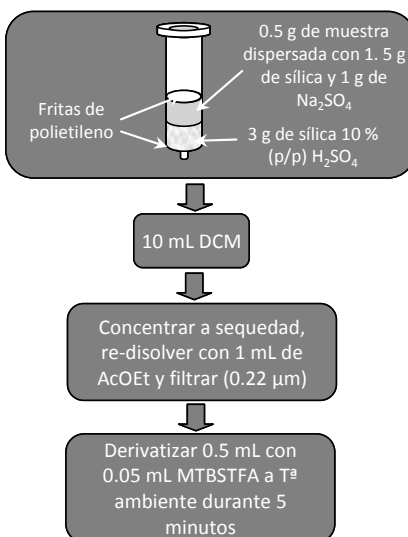 0.5 g de muestra
dispersada con 1. 5 g
de sílica y 1 g de
Na₂SO₄
Fritas de
polietileno
3 g de sílica 10 %
(p/p) H₂SO₄
10 mL DCM
Concentrar a sequedad,
re-disolver con 1 mL de
AcOEt y filtrar (0.22 µm)
Derivatizar 0.5 mL con
0.05 mL MTBSTFA a Tª
ambiente durante 5
minutos